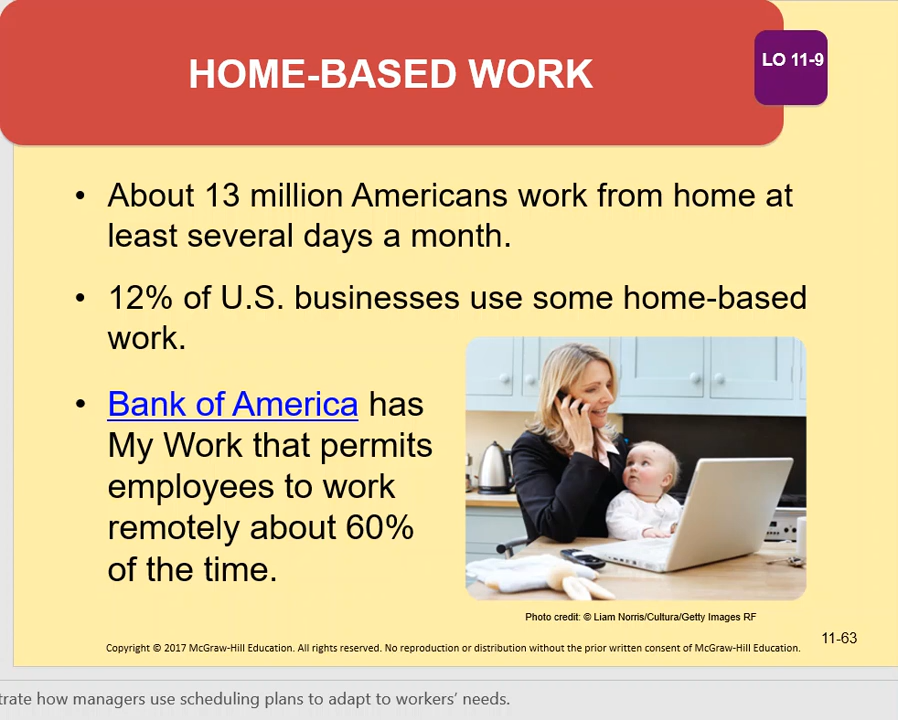 HOME-BASED WORK
LO 11-9
• About 13 million Americans work from home at
least several days a month.
• 12% of U.S. businesses use some home-based
work.
• Bank of America has
My Work that permits
employees to work
remotely about 60%
of the time.
Photo credit: © Liam Norris/Cultura/Getty Images RF
11-63
Copyright © 2017 McGraw-Hill Education. All rights reserved. No reproduction or distribution without the prior written consent of McGraw-Hill Education.
trate how managers use scheduling plans to adapt to workers’ needs.